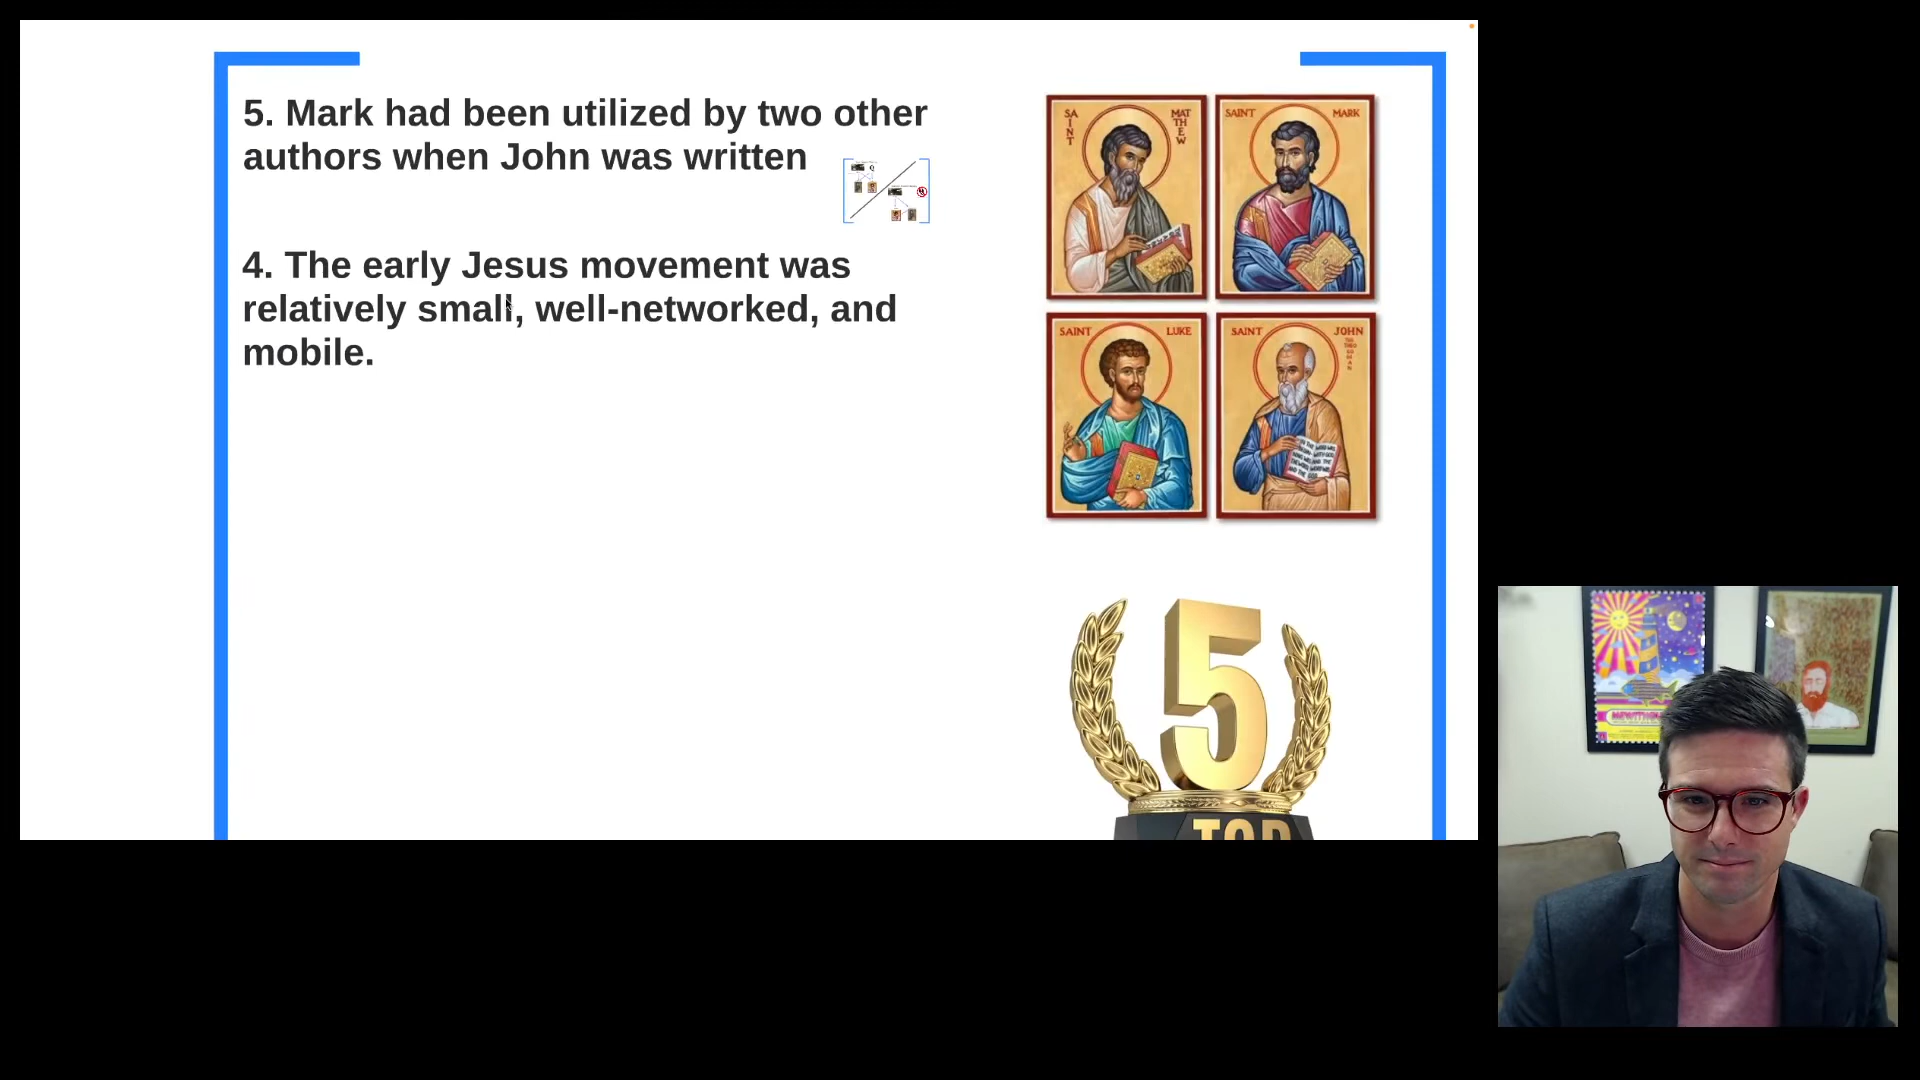 5. Mark had been utilized by two other
authors when John was written
4. The early Jesus movement was
relatively small, well-networked, and
mobile.
SAINT MATTHEW
SAINT MARK
SAINT LUKE
SAINT JOHN
5
TOP